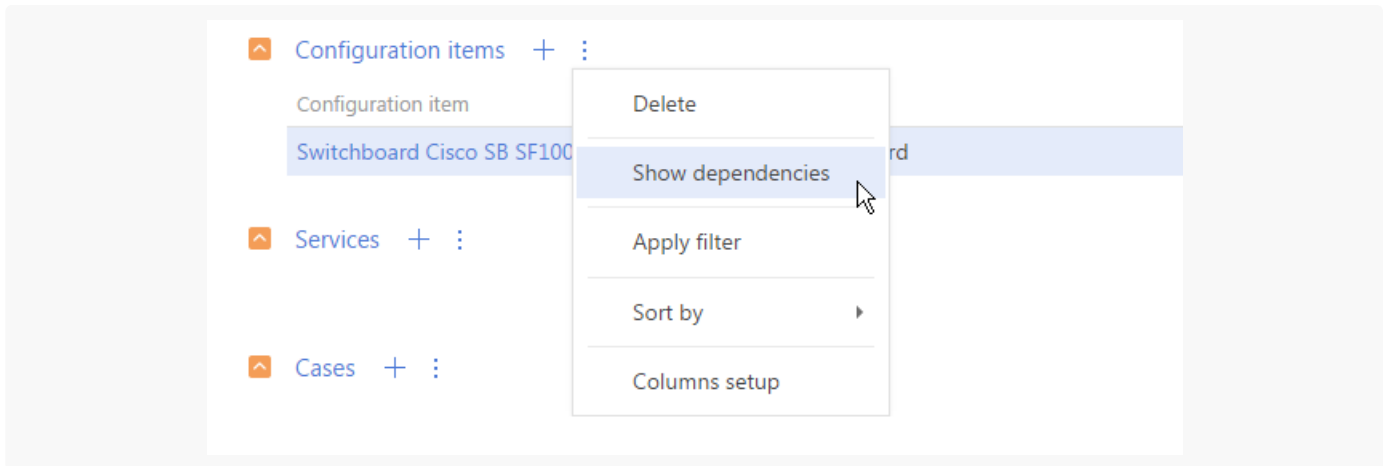 Configuration items
Configuration item
Delete
Switchboard Cisco SB SF100 rd
Show dependencies
Services
Apply filter
Sort by
Cases
Columns setup